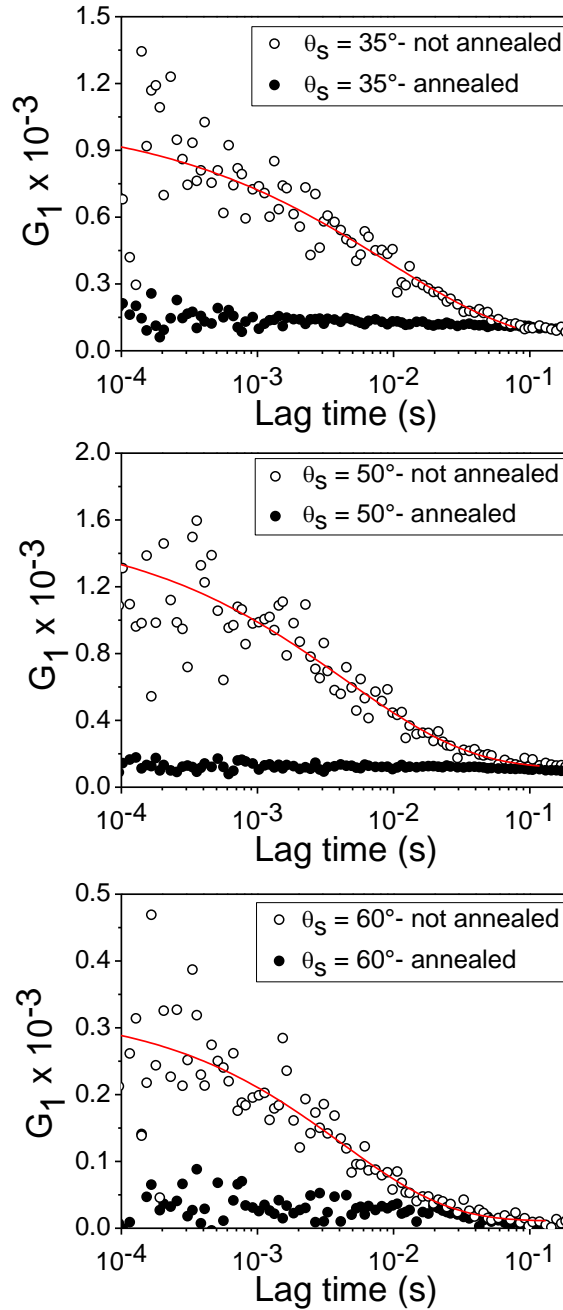 1.5
1.2
0.9
0.6
0.3
0.0
G1 x 10-3
θs = 35°- not annealed
θs = 35°- annealed
10-4 10-3 10-2 10-1
Lag time (s)
2.0
1.6
1.2
0.8
0.4
0.0
G1 x 10-3
θs = 50°- not annealed
θs = 50°- annealed
10-4 10-3 10-2 10-1
Lag time (s)
0.5
0.4
0.3
0.2
0.1
0.0
G1 x 10-3
θs = 60°- not annealed
θs = 60°- annealed
10-4 10-3 10-2 10-1
Lag time (s)